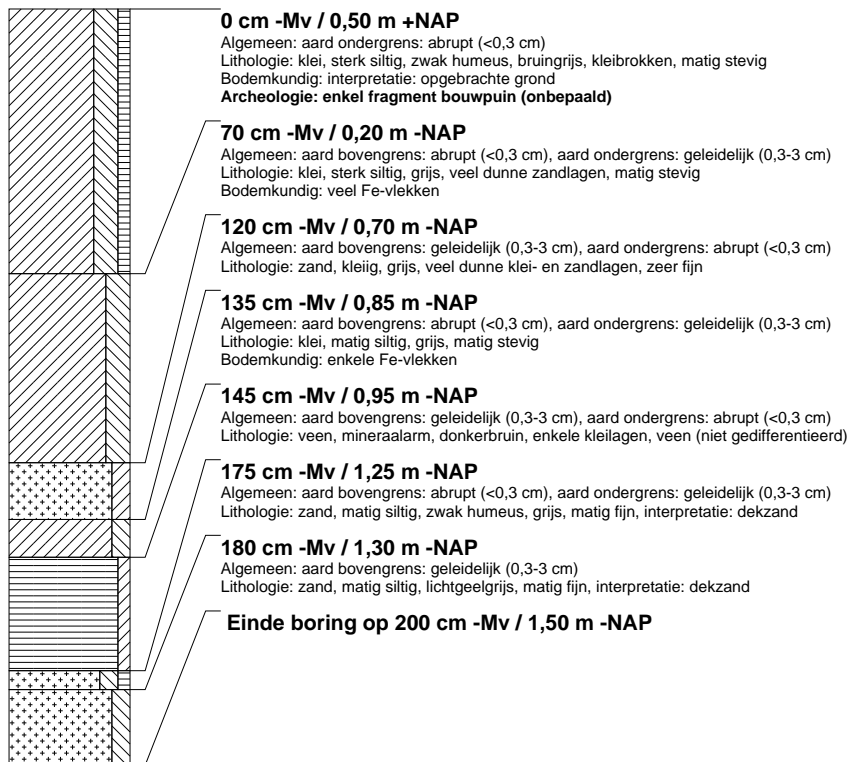 0 cm -Mv / 0,50 m +NAP
Algemeen: aard ondergrens: abrupt (<0,3 cm)
Lithologie: klei, sterk siltig, zwak humeus, bruingrijs, kleibrokken, matig stevig
Bodemkundig: interpretatie: opgebrachte grond
Archeologie: enkel fragment bouwpuin (onbepaald)
70 cm -Mv / 0,20 m -NAP
Algemeen: aard bovengrens: abrupt (<0,3 cm), aard ondergrens: geleidelijk (0,3-3 cm)
Lithologie: klei, sterk siltig, grijs, veel dunne zandlagen, matig stevig
Bodemkundig: veel Fe-vlekken
120 cm -Mv / 0,70 m -NAP
Algemeen: aard bovengrens: geleidelijk (0,3-3 cm), aard ondergrens: abrupt (<0,3 cm)
Lithologie: zand, kleiig, grijs, veel dunne klei- en zandlagen, zeer fijn
135 cm -Mv / 0,85 m -NAP
Algemeen: aard bovengrens: abrupt (<0,3 cm), aard ondergrens: geleidelijk (0,3-3 cm)
Lithologie: klei, matig siltig, grijs, matig stevig
Bodemkundig: enkele Fe-vlekken
145 cm -Mv / 0,95 m -NAP
Algemeen: aard bovengrens: geleidelijk (0,3-3 cm), aard ondergrens: abrupt (<0,3 cm)
Lithologie: veen, mineraalarm, donkerbruin, enkele kleilagen, veen (niet gedifferentieerd)
175 cm -Mv / 1,25 m -NAP
Algemeen: aard bovengrens: abrupt (<0,3 cm), aard ondergrens: geleidelijk (0,3-3 cm)
Lithologie: zand, matig siltig, zwak humeus, grijs, matig fijn, interpretatie: dekzand
180 cm -Mv / 1,30 m -NAP
Algemeen: aard bovengrens: geleidelijk (0,3-3 cm)
Lithologie: zand, matig siltig, lichtgeelgrijs, matig fijn, interpretatie: dekzand
Einde boring op 200 cm -Mv / 1,50 m -NAP